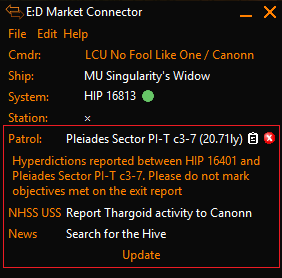 E:D Market Connector
File Edit Help
Cmdr: LCU No Fool Like One / Canonn
Ship: MU Singularity's Widow
System: HIP 16813
Station: ×
Patrol: Pleiades Sector PI-T c3-7 (20.71ly)
Hyperdictions reported between HIP 16401 and
Pleiades Sector PI-T c3-7. Please do not mark
objectives met on the exit report
NHSS USS Report Thargoid activity to Canonn
News Search for the Hive
Update